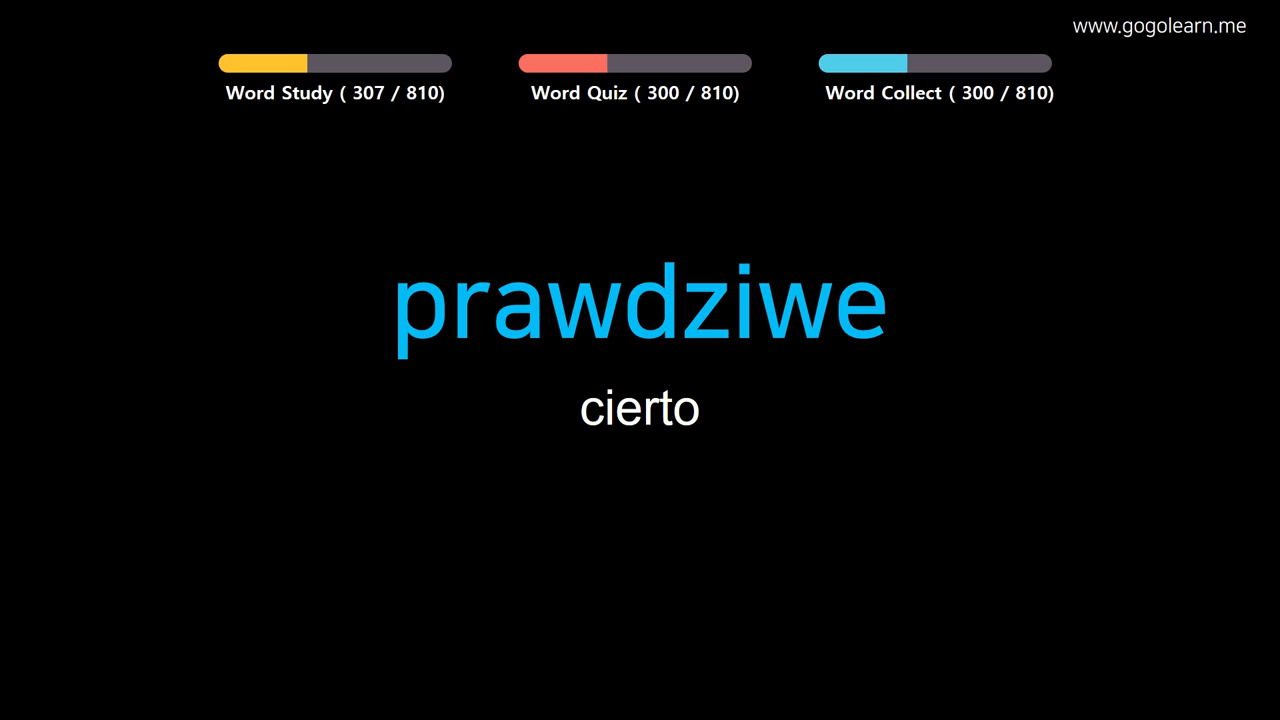 www.gogolearn.me
Word Study ( 307 / 810)
Word Quiz ( 300 / 810)
Word Collect ( 300 / 810)
prawdziwe
cierto